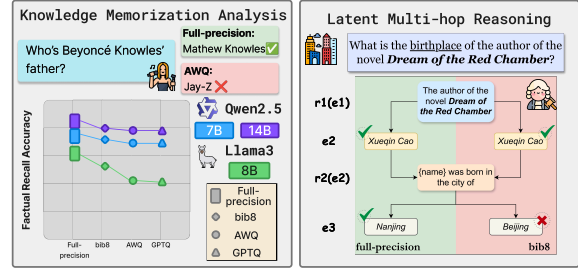 Knowledge Memorization Analysis
Who's Beyoncé Knowles'
father?
Full-precision:
Mathew Knowles
AWQ:
Jay-Z
Qwen2.5
7B 14B
Llama3
8B
Factual Recall Accuracy
Full-
precision
bib8
AWQ
GPTQ
Full-
precision
bib8
AWQ
GPTQ
Latent Multi-hop Reasoning
What is the birthplace of the author of the
novel Dream of the Red Chamber?
r1(e1)
The author of the
novel Dream of
the Red Chamber
e2
Xueqin Cao
Xueqin Cao
r2(e2)
{name} was born in
the city of
e3
Nanjing
Beijing
full-precision
bib8